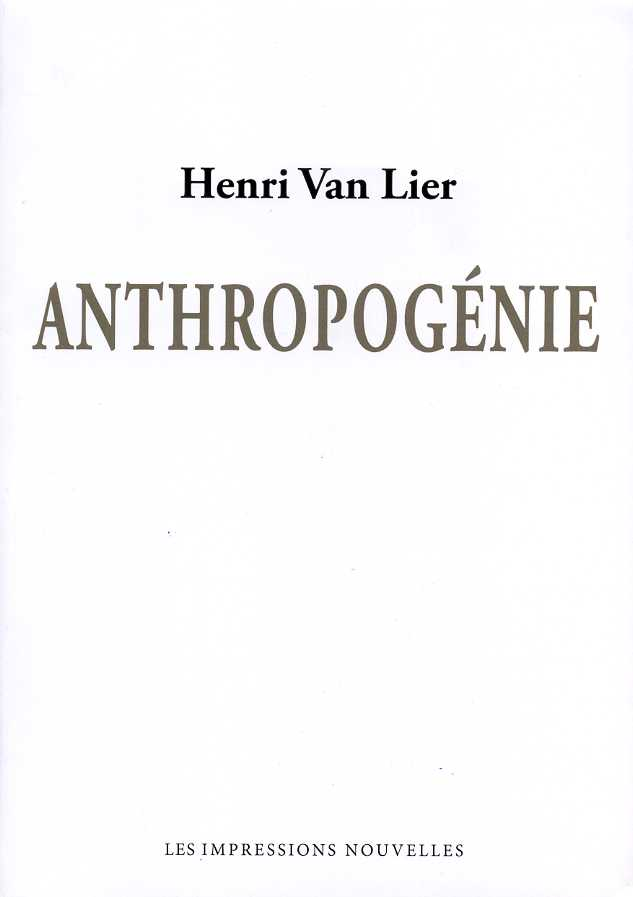 Henri Van Lier
ANTHROPOGÉNIE
LES IMPRESSIONS NOUVELLES